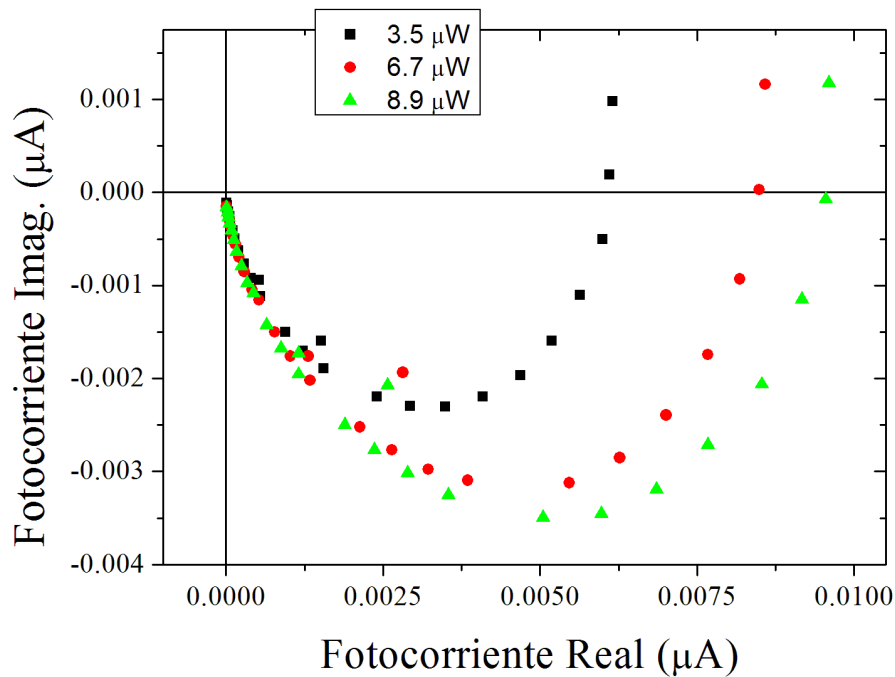 3.5 μW
6.7 μW
8.9 μW
Fotocorriente Imag. (μA)
0.001
0.000
-0.001
-0.002
-0.003
-0.004
0.0000
0.0025
0.0050
0.0075
0.0100
Fotocorriente Real (μA)